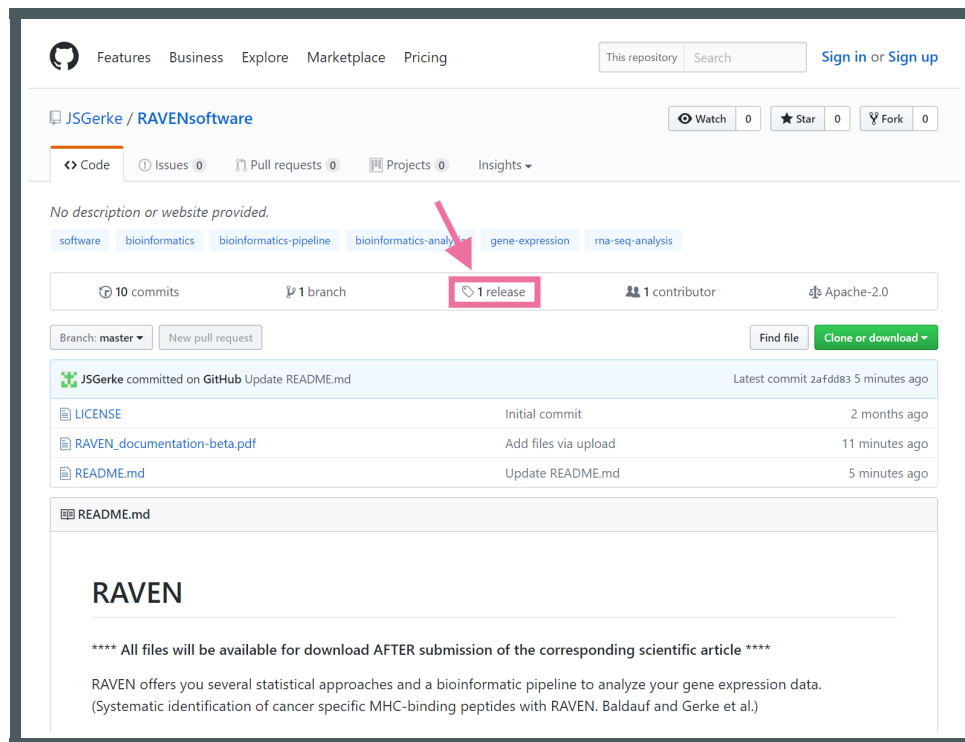 Features Business Explore Marketplace Pricing This repository Search Sign in or Sign up
JSGerke / RAVENsoftware Watch 0 Star 0 Fork 0
Code Issues 0 Pull requests 0 Projects 0 Insights
No description or website provided.
software bioinformatics bioinformatics-pipeline gene-expression rna-seq-analysis
10 commits 1 branch 1 release 1 contributor Apache-2.0
Branch: master New pull request Find file Clone or download
JSGerke committed on GitHub Update README.md Latest commit 2afdd83 5 minutes ago
LICENSE Initial commit 2 months ago
RAVEN_documentation-beta.pdf Add files via upload 11 minutes ago
README.md Update README.md 5 minutes ago
README.md
RAVEN
**** All files will be available for download AFTER submission of the corresponding scientific article ****
RAVEN offers you several statistical approaches and a bioinformatic pipeline to analyze your gene expression data.
(Systematic identification of cancer specific MHC-binding peptides with RAVEN. Baldauf and Gerke et al.)